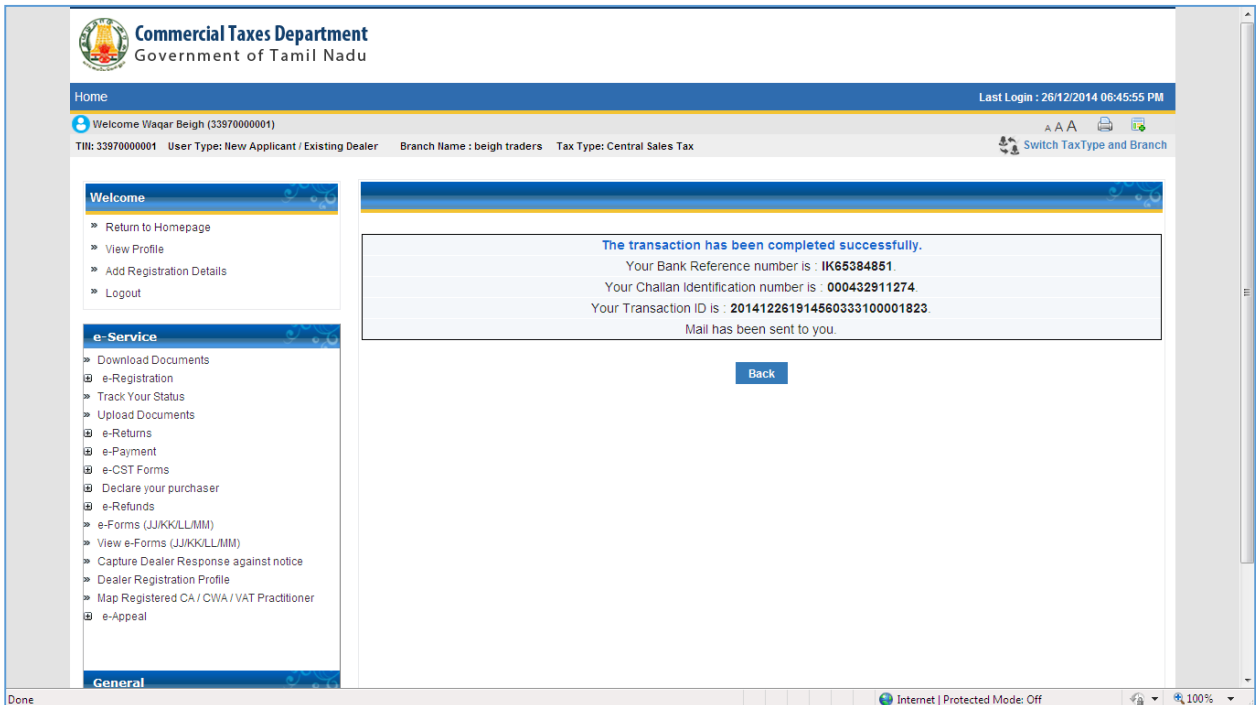 Commercial Taxes Department
Government of Tamil Nadu
Home
Last Login : 26/12/2014 06:45:55 PM
Welcome Waqar Beigh (33970000001)
A A A
TIN: 33970000001 User Type: New Applicant / Existing Dealer Branch Name : beigh traders Tax Type: Central Sales Tax
Switch TaxType and Branch
Welcome
» Return to Homepage
» View Profile
» Add Registration Details
» Logout
The transaction has been completed successfully.
Your Bank Reference number is : IK65384851.
Your Challan Identification number is : 000432911274.
Your Transaction ID is : 201412261914560333100001823.
Mail has been sent to you.
Back
e-Service
» Download Documents
e-Registration
» Track Your Status
» Upload Documents
e-Returns
e-Payment
e-CST Forms
Declare your purchaser
e-Refunds
» e-Forms (JJ/KK/LL/MM)
» View e-Forms (JJ/KK/LL/MM)
» Capture Dealer Response against notice
» Dealer Registration Profile
» Map Registered CA / CWA / VAT Practitioner
e-Appeal
General
Done
Internet | Protected Mode: Off
100%